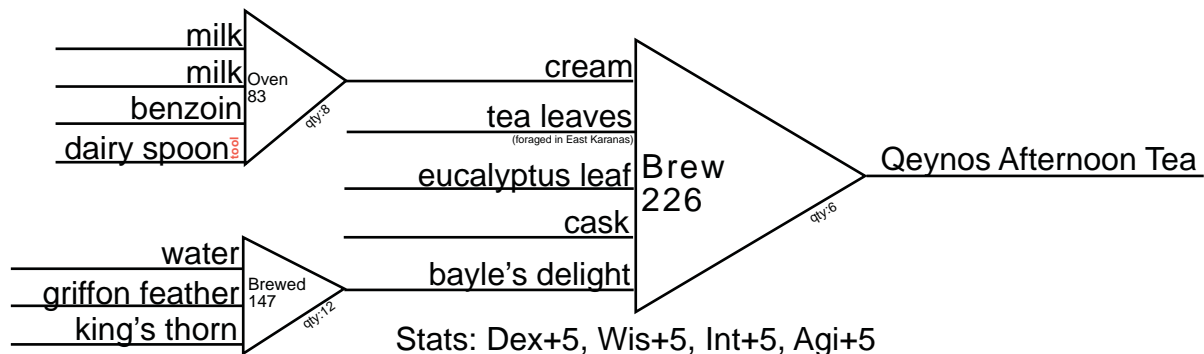 milk
milk
benzoin
dairy spoon
tool
Oven
83
qty:8
water
griffon feather
king's thorn
Brewed
147
qty:12
cream
tea leaves
(foraged in East Karanas)
eucalyptus leaf
cask
bayle's delight
Brew
226
qty:6
Qeynos Afternoon Tea
Stats: Dex+5, Wis+5, Int+5, Agi+5